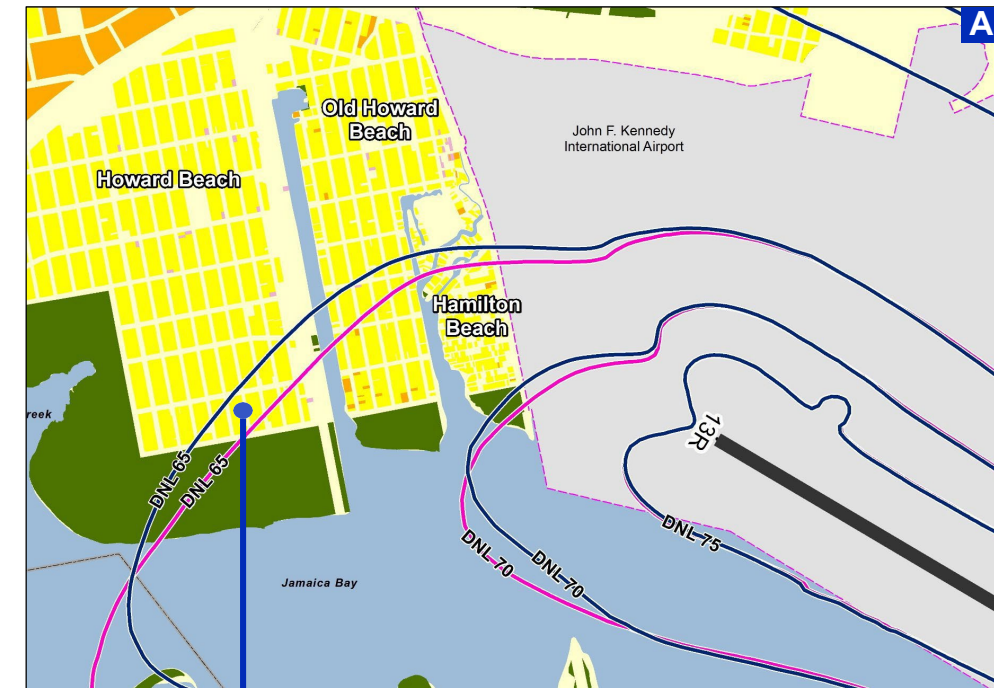 A
Old Howard
Beach
John F. Kennedy
International Airport
Howard Beach
Hamilton
Beach
reek
13R
DNL 65
DNL 65
DNL 75
DNL 70
DNL 70
Jamaica Bay